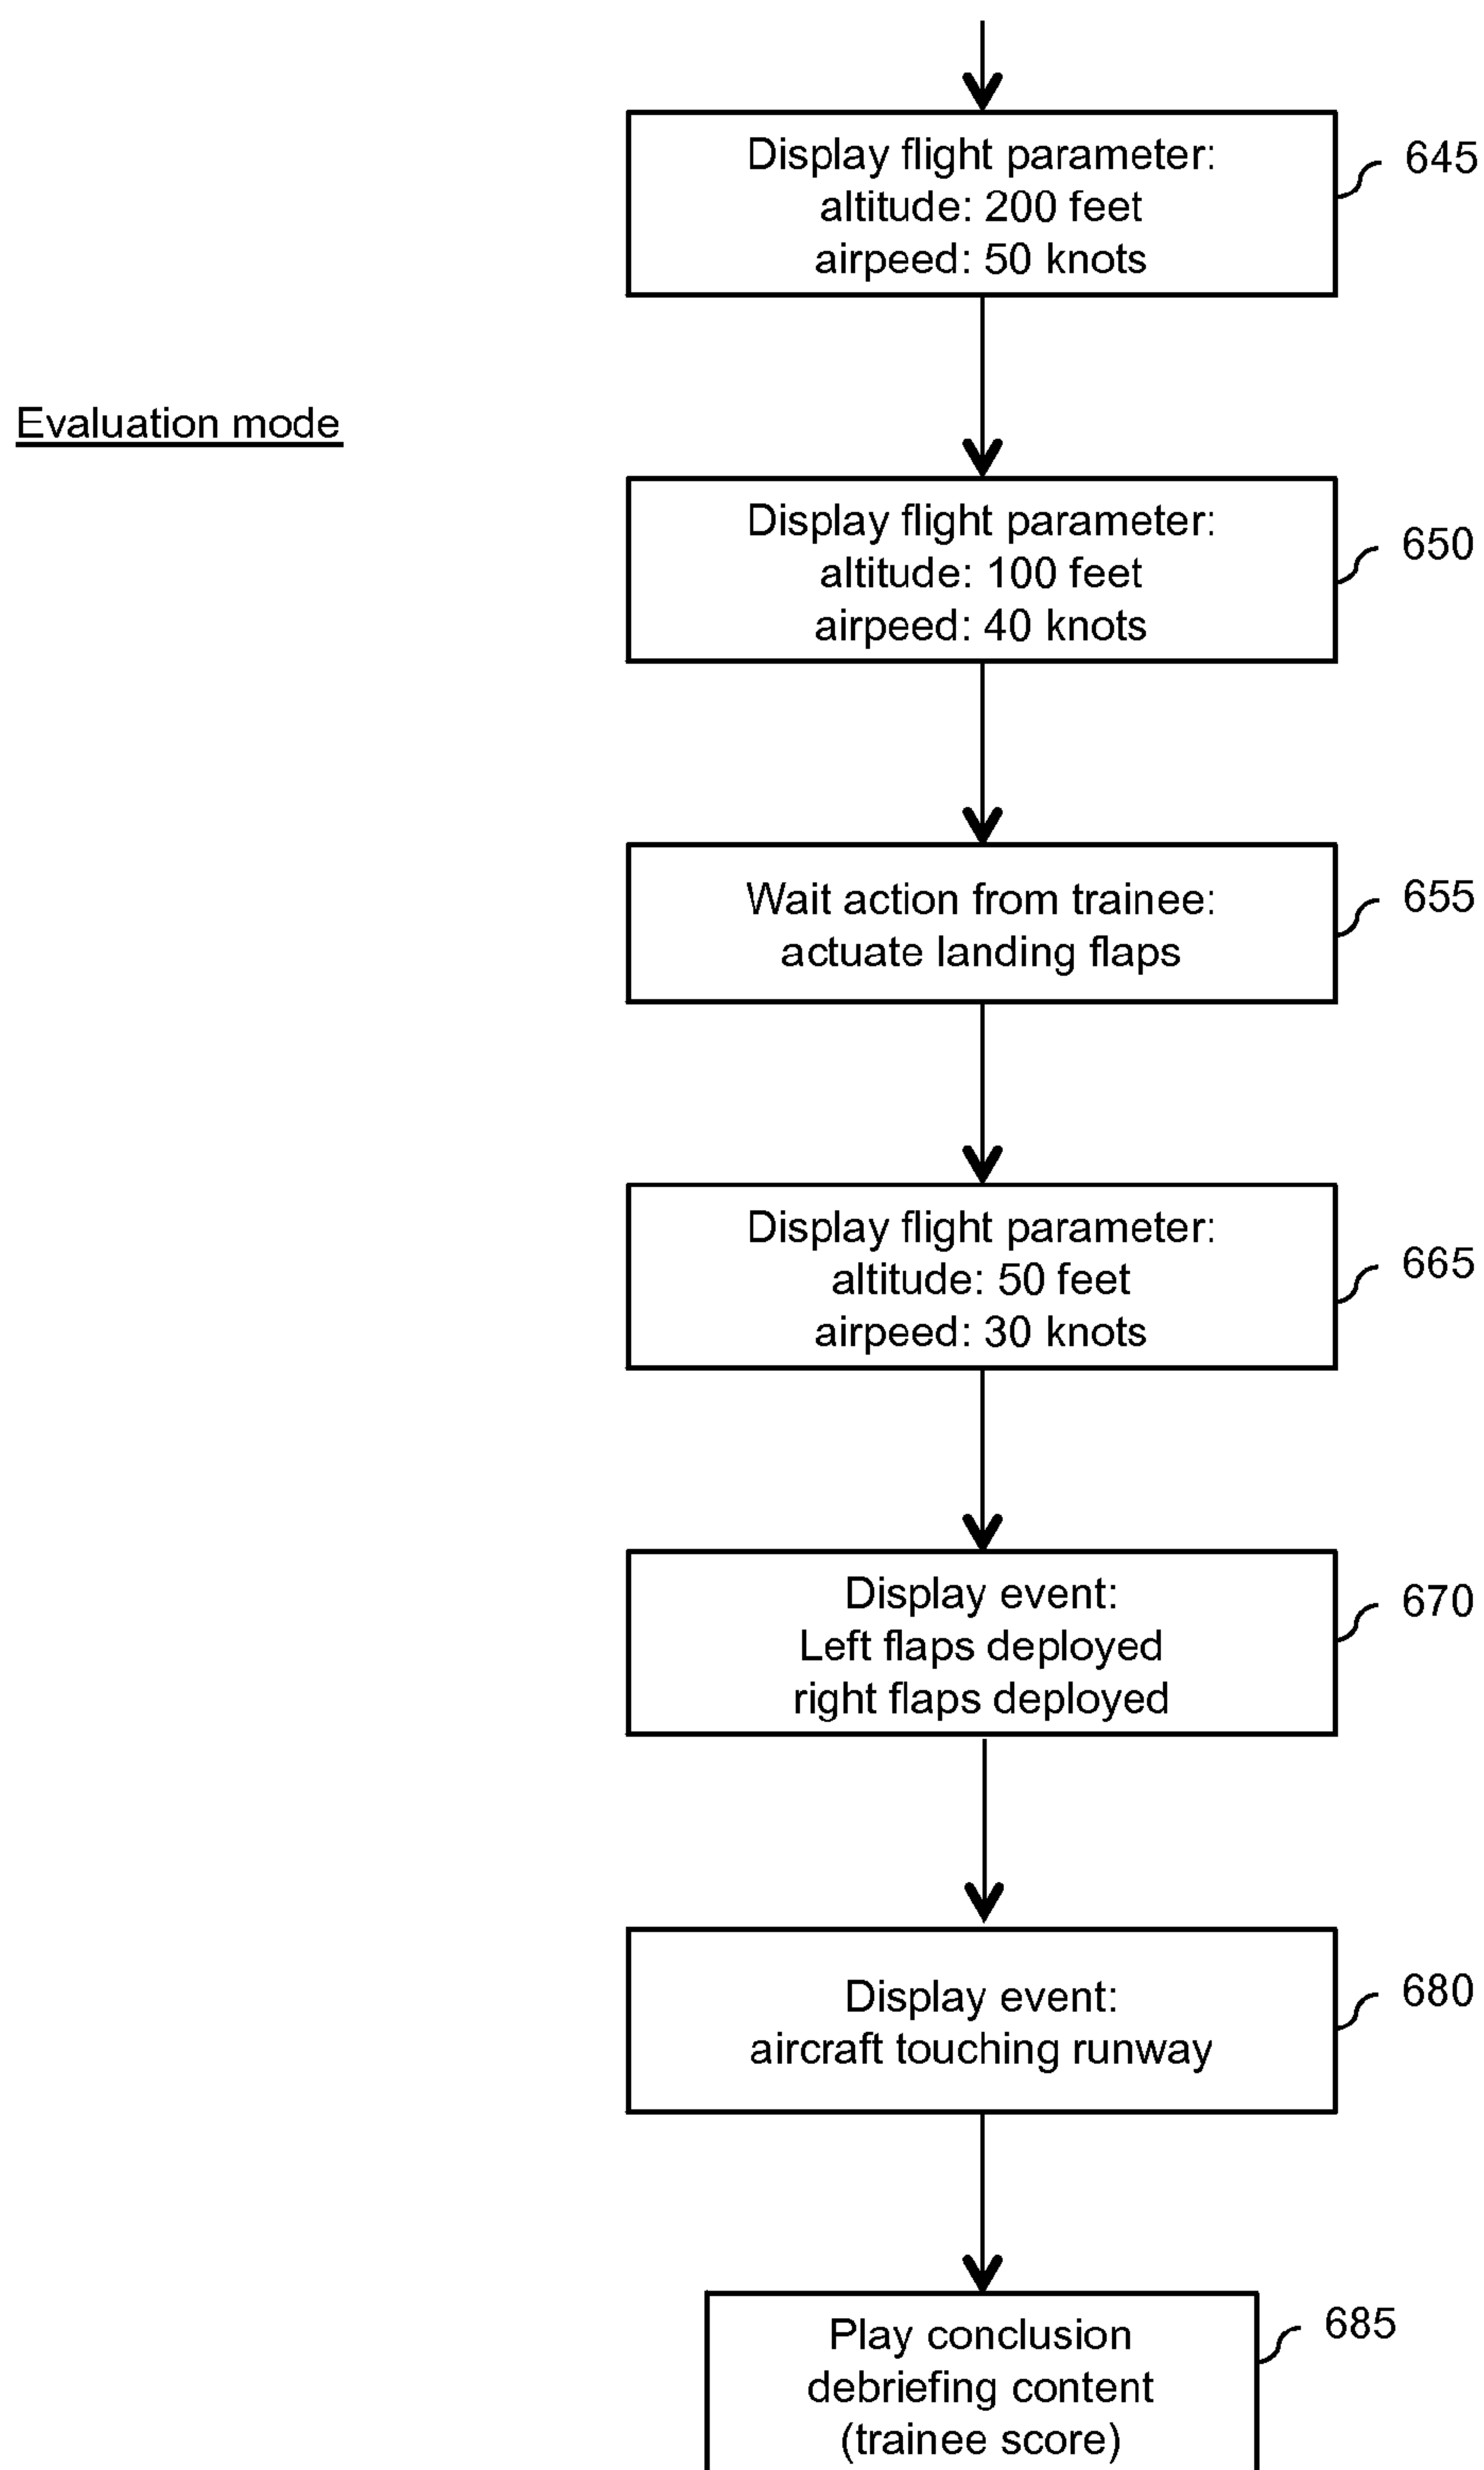 Display flight parameter:
altitude: 200 feet
airpeed: 50 knots
645
Evaluation mode
Display flight parameter:
altitude: 100 feet
airpeed: 40 knots
650
Wait action from trainee:
actuate landing flaps
655
Display flight parameter:
altitude: 50 feet
airpeed: 30 knots
665
Display event:
Left flaps deployed
right flaps deployed
670
Display event:
aircraft touching runway
680
Play conclusion
debriefing content
(trainee score)
685